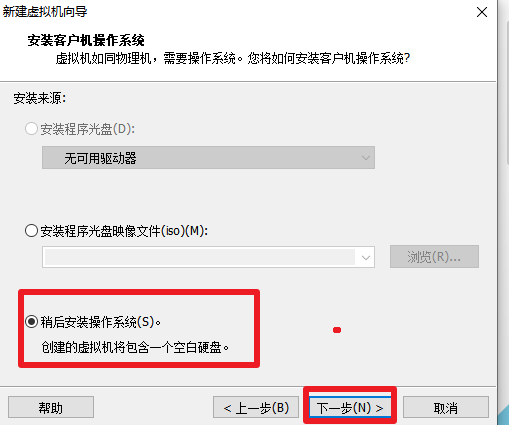 新建虚拟机向导
安装客户机操作系统
虚拟机如同物理机，需要操作系统。您将如何安装客户机操作系统?
安装来源:
安装程序光盘(D):
无可用驱动器
安装程序光盘映像文件(iso)(M):
浏览(R)...
稍后安装操作系统(S)。
创建的虚拟机将包含一个空白硬盘。
帮助
< 上一步(B)
下一步(N) >
取消